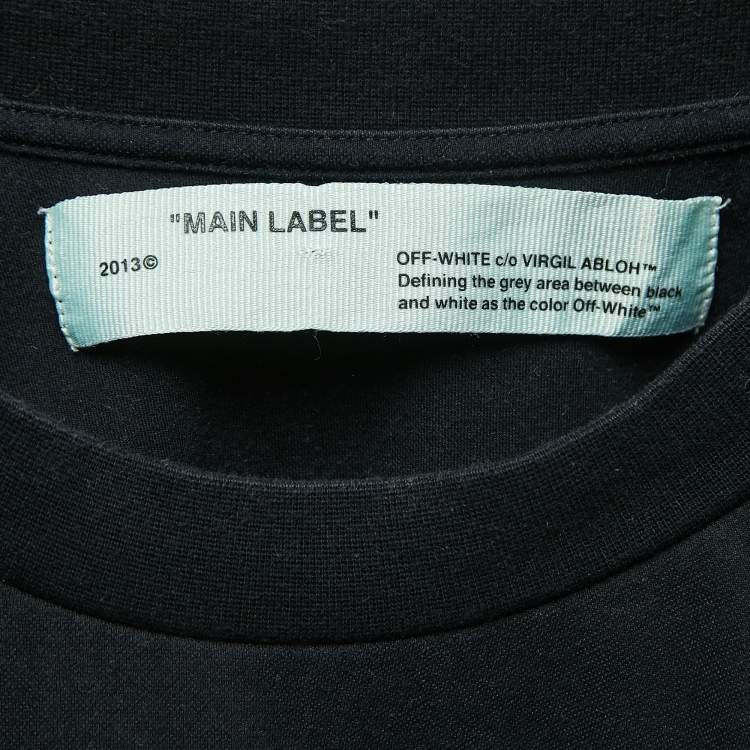 "MAIN LABEL"
2013©
OFF-WHITE c/o VIRGIL ABLOH™
Defining the grey area between black
and white as the color Off-White™